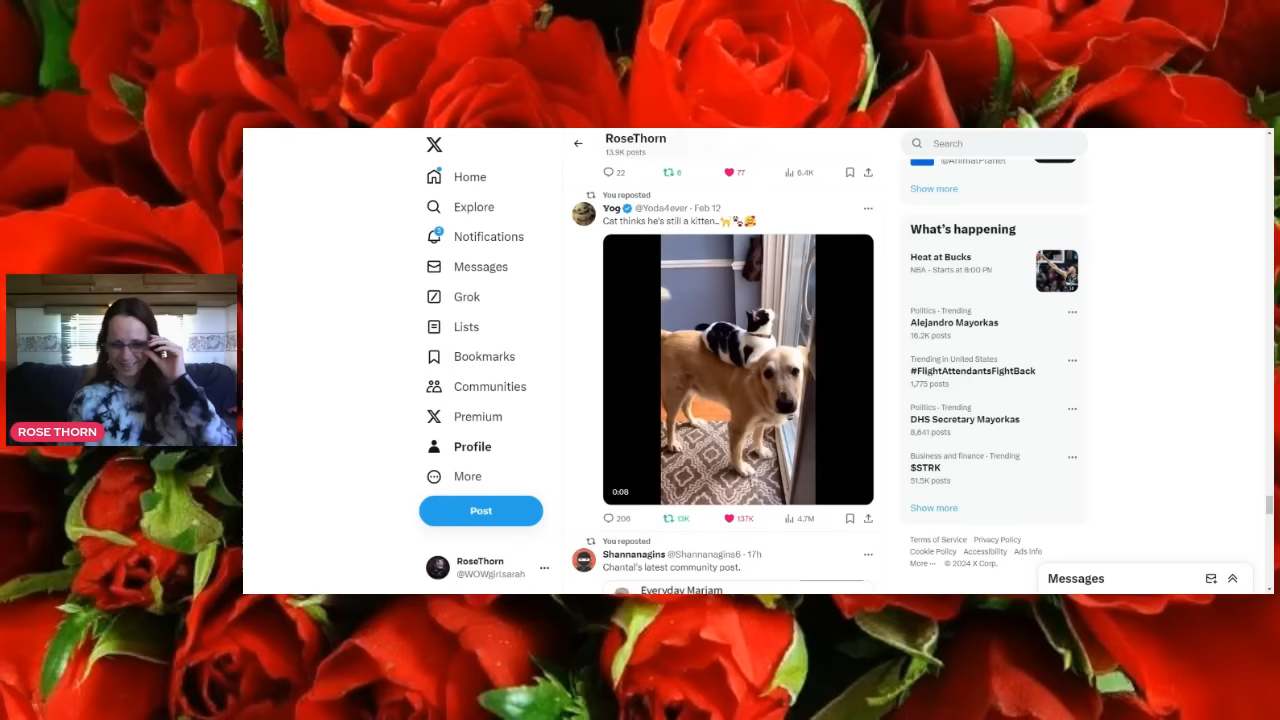 ROSE THORN
Home
Explore
3
Notifications
Messages
Grok
Lists
Bookmarks
Communities
Premium
Profile
More
Post
RoseThorn
@WOWgirlsarah
RoseThorn
13.9K posts
22
6
77
6.4K
You reposted
Yog @Yoda4ever · Feb 12
Cat thinks he's still a kitten..
0:08
206
13K
137K
4.7M
You reposted
Shannanagins @Shannanagins6 · 17h
Chantal's latest community post.
Everyday Mariam
Search
@AnimalPlanet
Show more
What's happening
Heat at Bucks
NBA · Starts at 8:00 PM
Politics · Trending
Alejandro Mayorkas
16.2K posts
Trending in United States
#FlightAttendantsFightBack
1,775 posts
Politics · Trending
DHS Secretary Mayorkas
8,641 posts
Business and finance · Trending
$STRK
51.5K posts
Show more
Terms of Service Privacy Policy
Cookie Policy Accessibility Ads info
More ··· © 2024 X Corp.
Messages